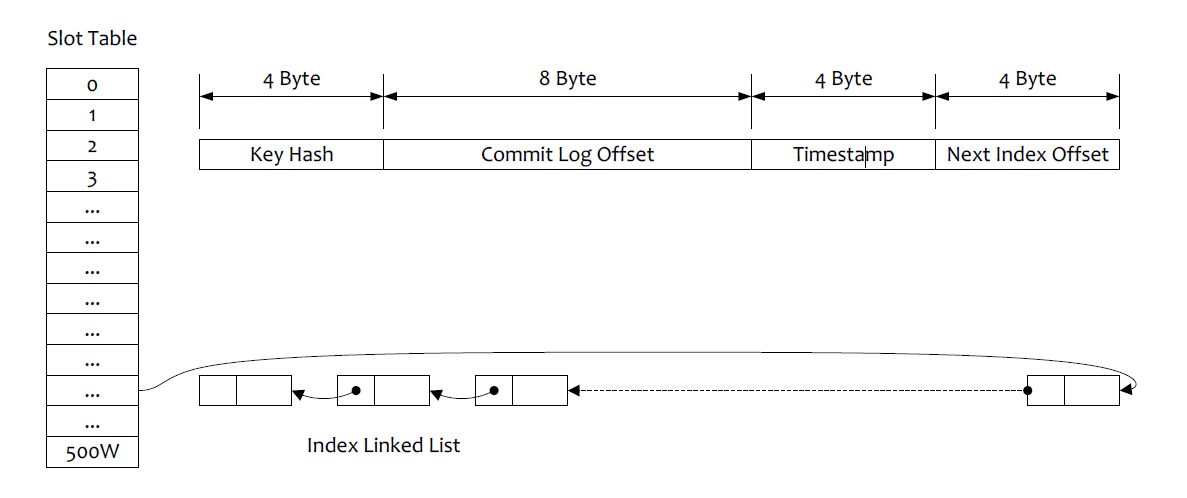 Slot Table
0
1
2
3
...
...
...
...
...
...
...
...
500W
4 Byte 8 Byte 4 Byte 4 Byte
Key Hash Commit Log Offset Timestamp Next Index Offset
Index Linked List